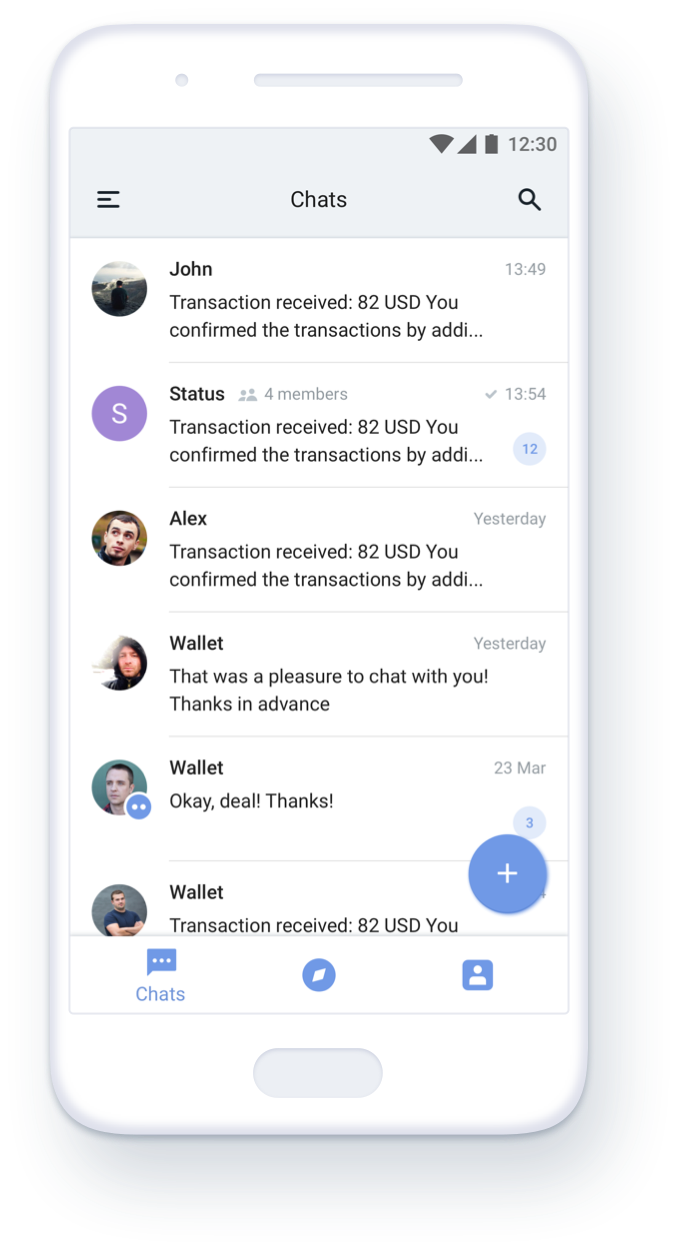 12:30
Chats
John 13:49
Transaction received: 82 USD You
confirmed the transactions by addi...
S
Status 4 members 13:54
Transaction received: 82 USD You
confirmed the transactions by addi...
12
Alex Yesterday
Transaction received: 82 USD You
confirmed the transactions by addi...
Wallet Yesterday
That was a pleasure to chat with you!
Thanks in advance
Wallet 23 Mar
Okay, deal! Thanks!
3
Wallet
Transaction received: 82 USD You
Chats